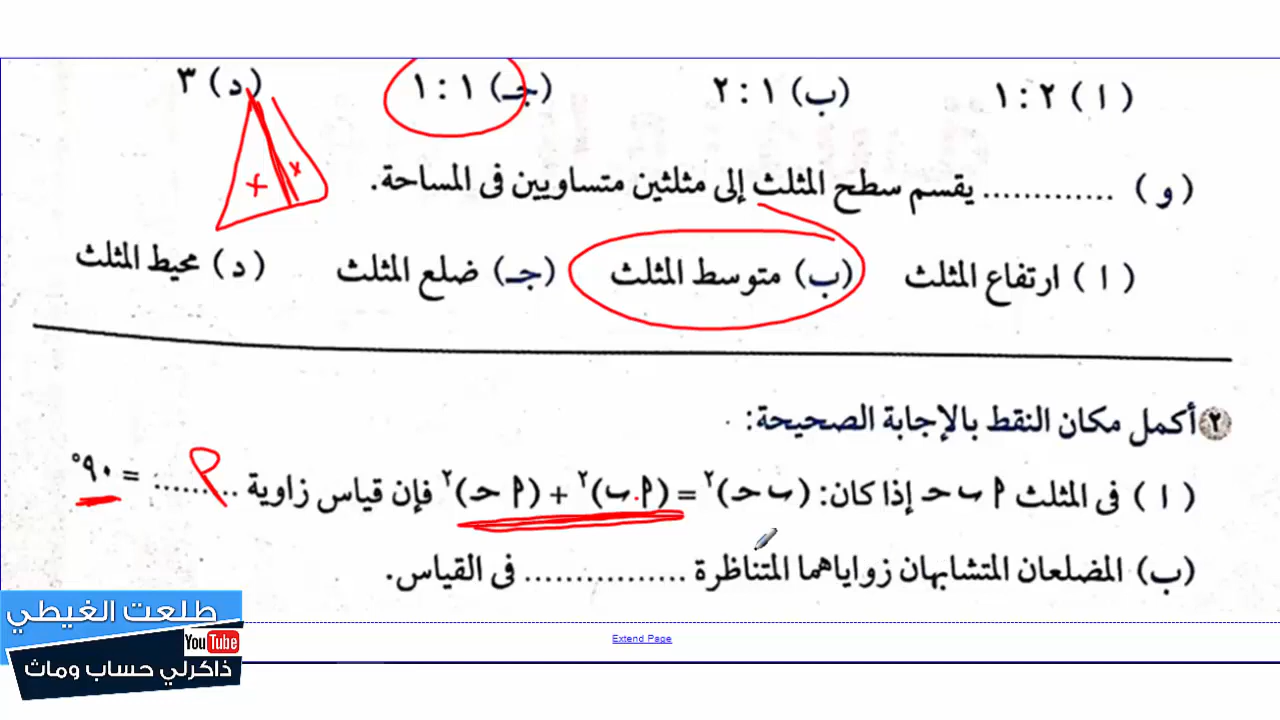 ( ا ) ٢ : ١ (ب) ١ : ٢ (جـ) ١ : ١ (د) ٣
( و ) .............. يقسم سطح المثلث إلى مثلثين متساويين فى المساحة.
( ا ) ارتفاع المثلث (ب) متوسط المثلث (جـ) ضلع المثلث (د) محيط المثلث
٢ أكمل مكان النقط بالإجابة الصحيحة:
( ا ) فى المثلث ا ب حـ إذا كان: (ب حـ)٢ = (ا ب)٢ + (ا حـ)٢ فإن قياس زاوية ..ا...... = ٩٠°
(ب) المضلعان المتشابهان زواياهما المتناظرة ................ فى القياس.
Extend Page
طلعت الغيطي
YouTube
ذاكرلي حساب وماث